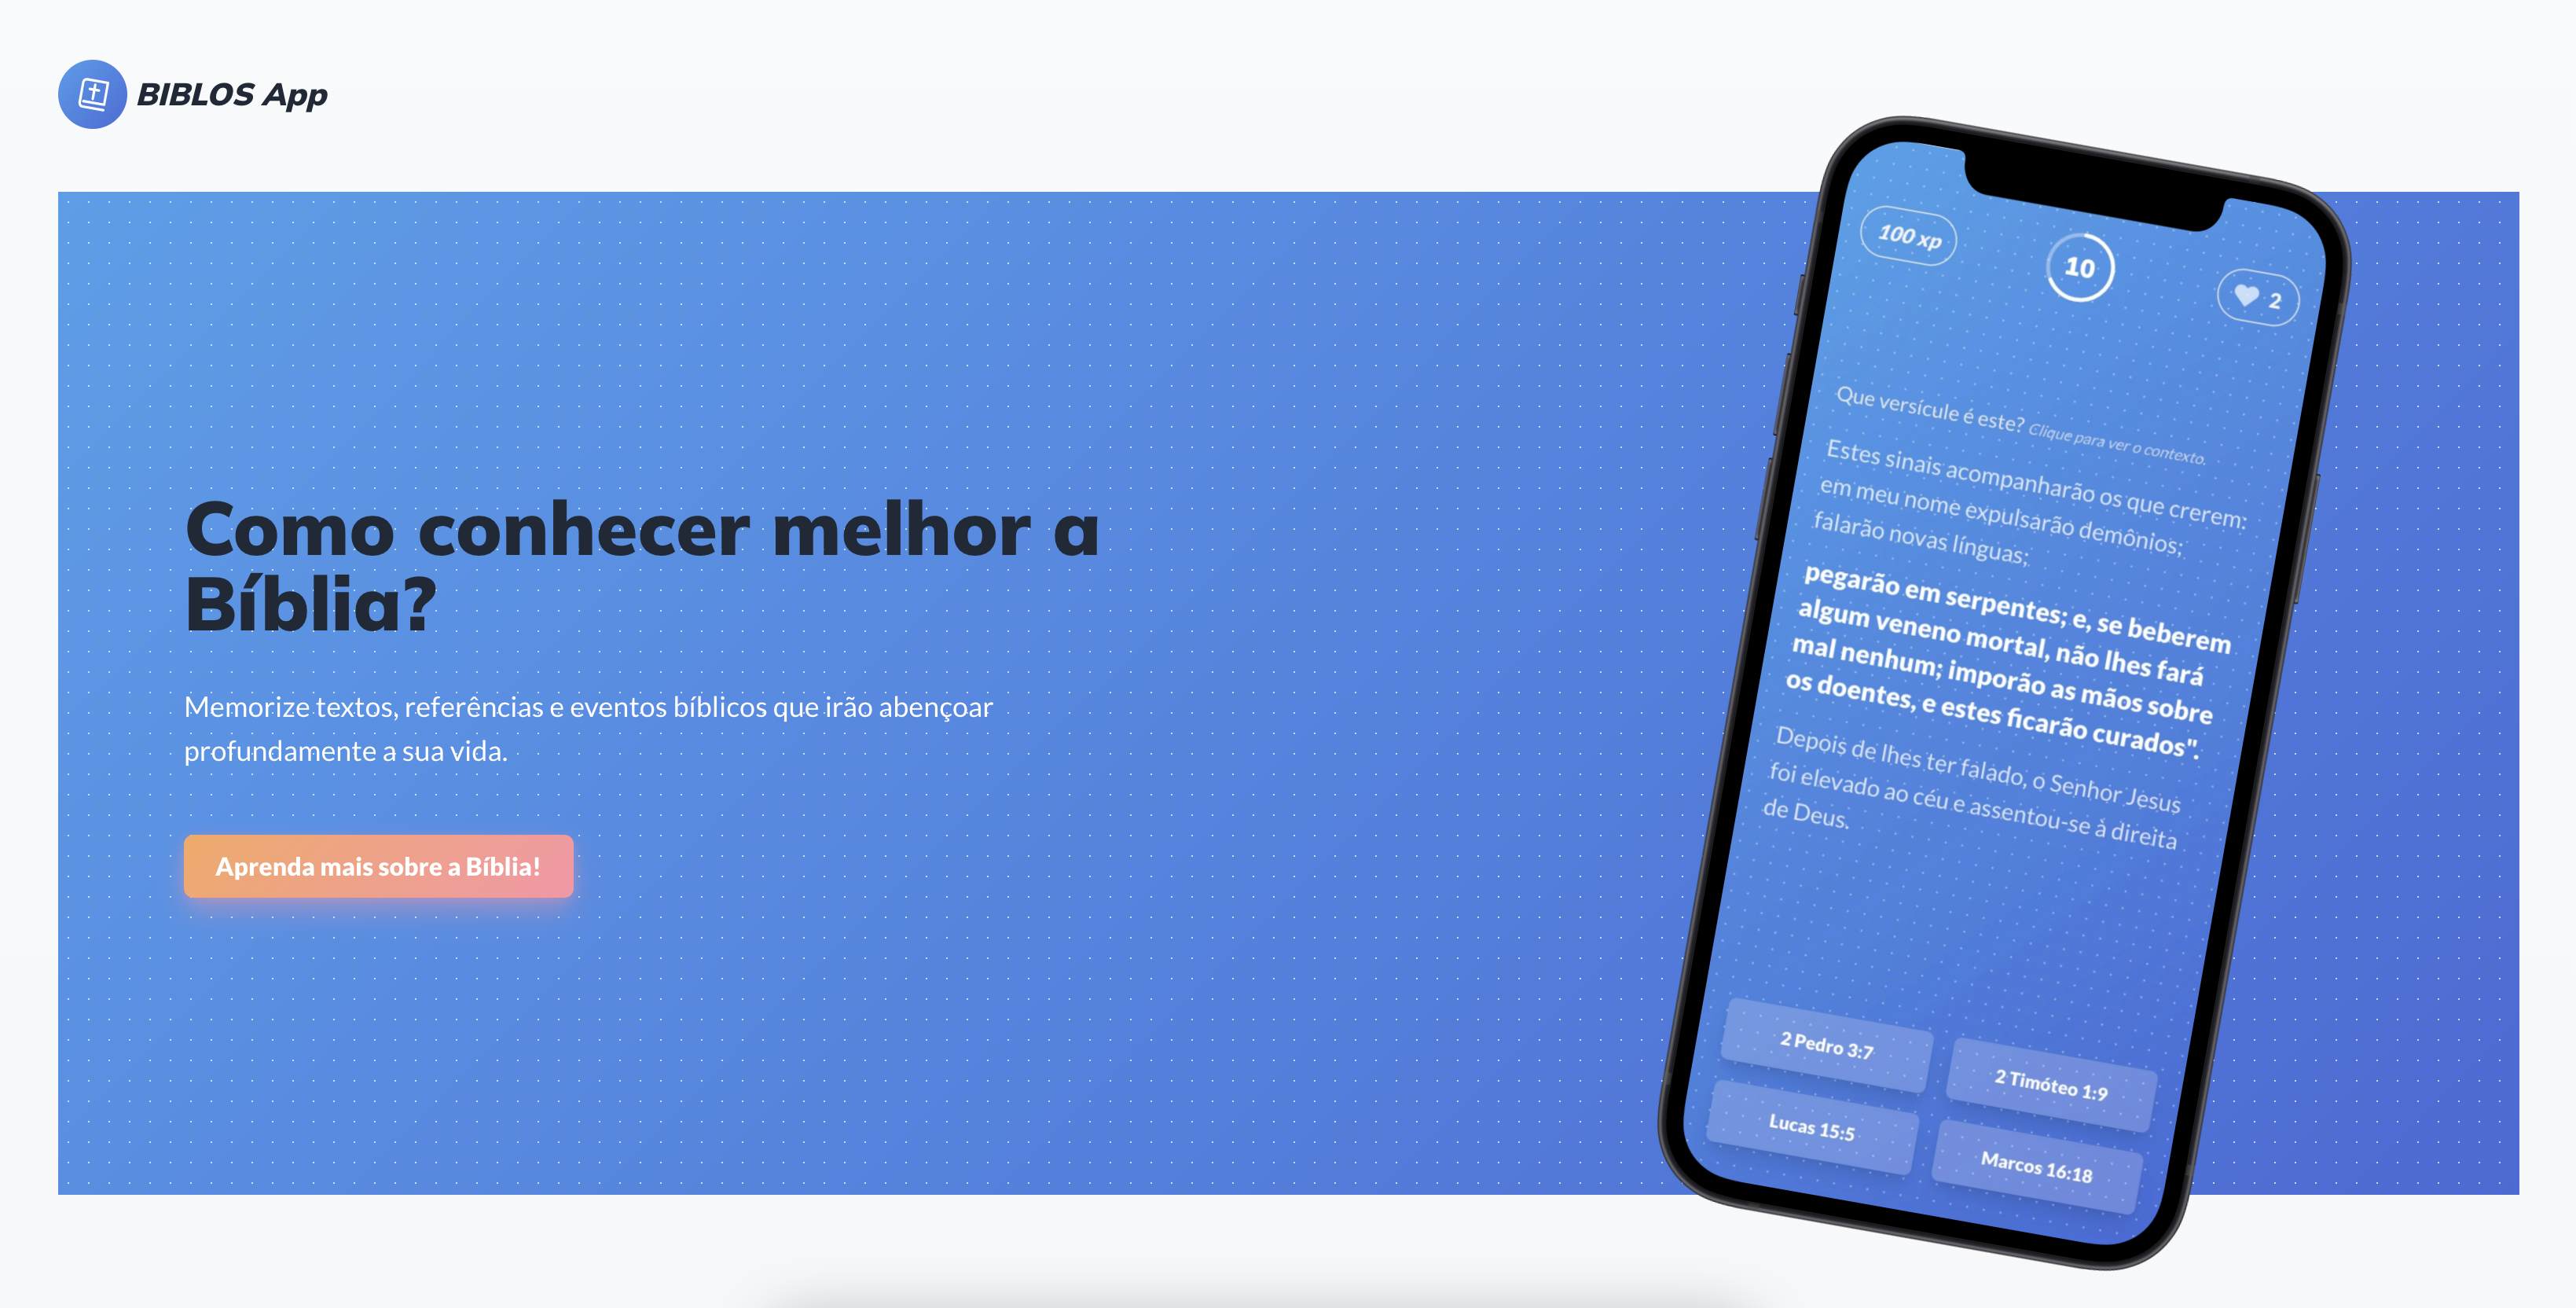 BIBLOS App
Como conhecer melhor a
Bíblia?
Memorize textos, referências e eventos bíblicos que irão abençoar
profundamente a sua vida.
Aprenda mais sobre a Bíblia!
100 xp
10
2
Que versícule é este? Clique para ver o contexto.
Estes sinais acompanharão os que crerem:
em meu nome expulsarão demônios;
falarão novas línguas;
pegarão em serpentes; e, se beberem
algum veneno mortal, não lhes fará
mal nenhum; imporão as mãos sobre
os doentes, e estes ficarão curados".
Depois de lhes ter falado, o Senhor Jesus
foi elevado ao céu e assentou-se à direita
de Deus.
2 Pedro 3:7
2 Timóteo 1:9
Lucas 15:5
Marcos 16:18